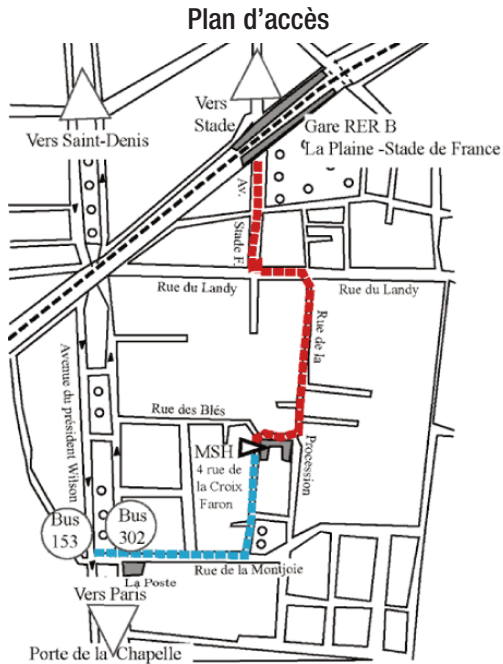 Plan d’accès
Vers
Stade
Vers Saint-Denis
Gare RER B
La Plaine -Stade de France
Av.
Stade F.
Rue du Landy
Rue du Landy
Rue de la
Procession
Avenue du président Wilson
Rue des Blés
MSH
4 rue de
la Croix
Faron
Bus
153
Bus
302
La Poste
Rue de la Montjoie
Vers Paris
Porte de la Chapelle